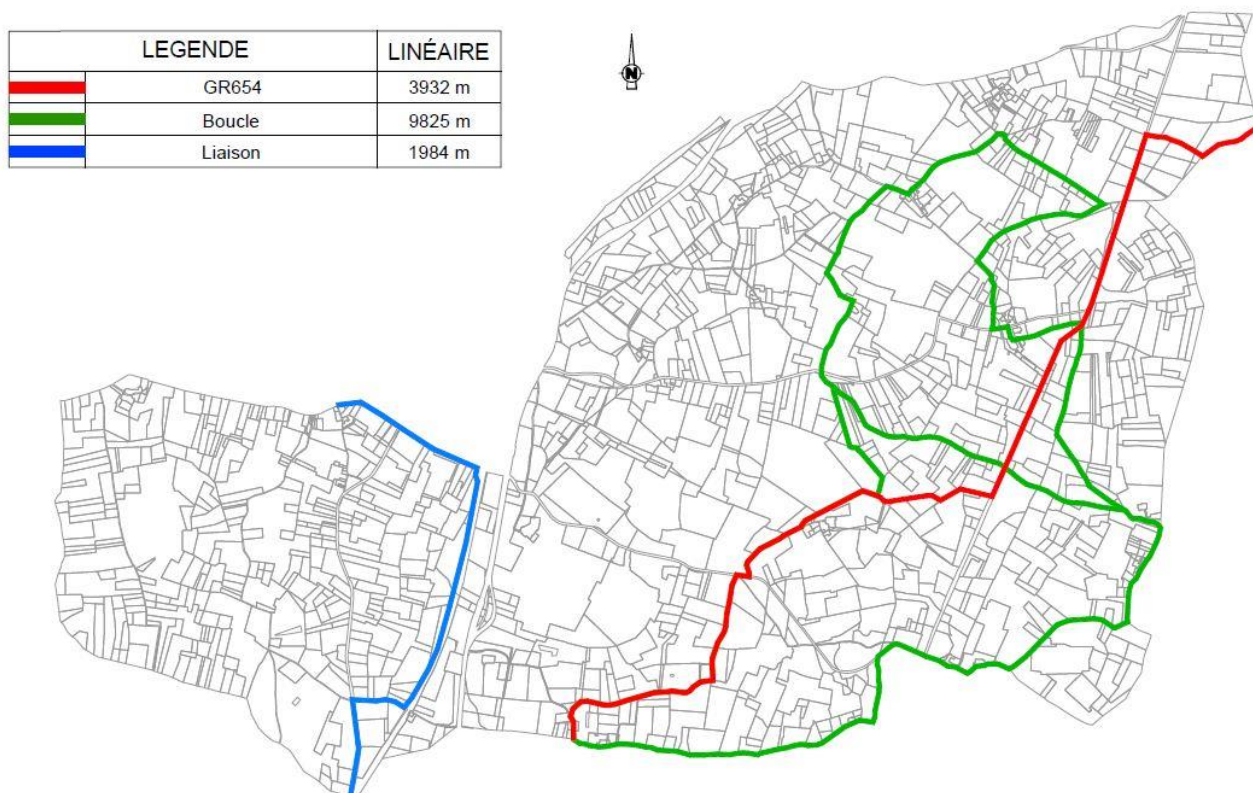 LEGENDE LINÉAIRE
GR654 3932 m
Boucle 9825 m
Liaison 1984 m
N